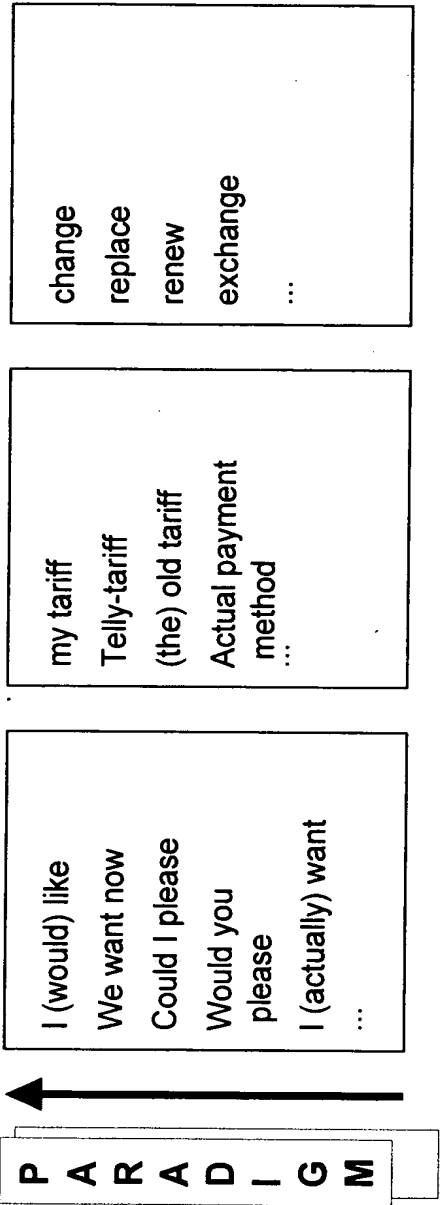 P
A
R
A
D
I
G
M
I (would) like
We want now
Could I please
Would you
please
I (actually) want
...
my tariff
Telly-tariff
(the) old tariff
Actual payment
method
...
change
replace
renew
exchange
...